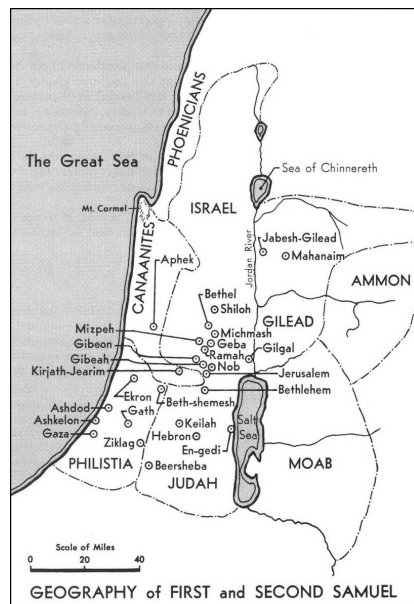 PHOENICIANS
The Great Sea
Sea of Chinnereth
Mt. Carmel
ISRAEL
CANAANITES
Jordan River
Jabesh-Gilead
Mahanaim
Aphek
AMMON
Bethel
Shiloh
GILEAD
Mizpeh
Michmash
Gibeon
Geba
Ramah
Gilgal
Gibeah
Nob
Kirjath-Jearim
Jerusalem
Bethlehem
Ekron
Beth-shemesh
Ashdod
Gath
Ashkelon
Keilah
Salt
Sea
Gaza
Hebron
Ziklag
En-gedi
PHILISTIA
Beersheba
MOAB
JUDAH
Scale of Miles
0
20
40
GEOGRAPHY of FIRST and SECOND SAMUEL